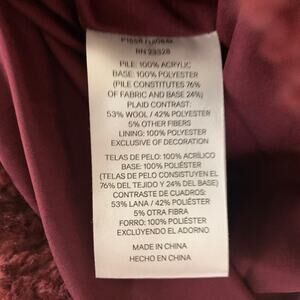 RN 23328
PILE: 100% ACRYLIC
BASE: 100% POLYESTER
(PILE CONSTITUTES 76%
OF FABRIC AND BASE 24%)
PLAID CONTRAST:
53% WOOL / 42% POLYESTER
5% OTHER FIBERS
LINING: 100% POLYESTER
EXCLUSIVE OF DECORATION
TELAS DE PELO: 100% ACRÍLICO
BASE: 100% POLIÉSTER
(TELAS DE PELO CONSTITUYEN EL
76% DEL TEJIDO Y 24% DEL BASE)
CONTRASTE DE CUADROS:
53% LANA / 42% POLIÉSTER
5% OTRA FIBRA
FORRO: 100% POLIÉSTER
EXCLUYENDO EL ADORNO
MADE IN CHINA
HECHO EN CHINA